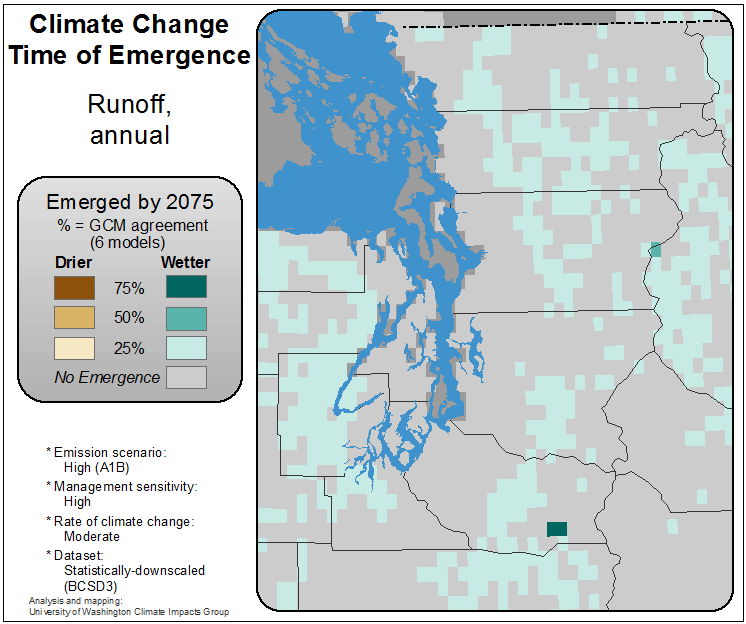 Climate Change
Time of Emergence
Runoff,
annual
Emerged by 2075
% = GCM agreement
(6 models)
Drier Wetter
75%
50%
25%
No Emergence
* Emission scenario:
High (A1B)
* Management sensitivity:
High
* Rate of climate change:
Moderate
* Dataset:
Statistically-downscaled
(BCSD3)
Analysis and mapping:
University of Washington Climate Impacts Group